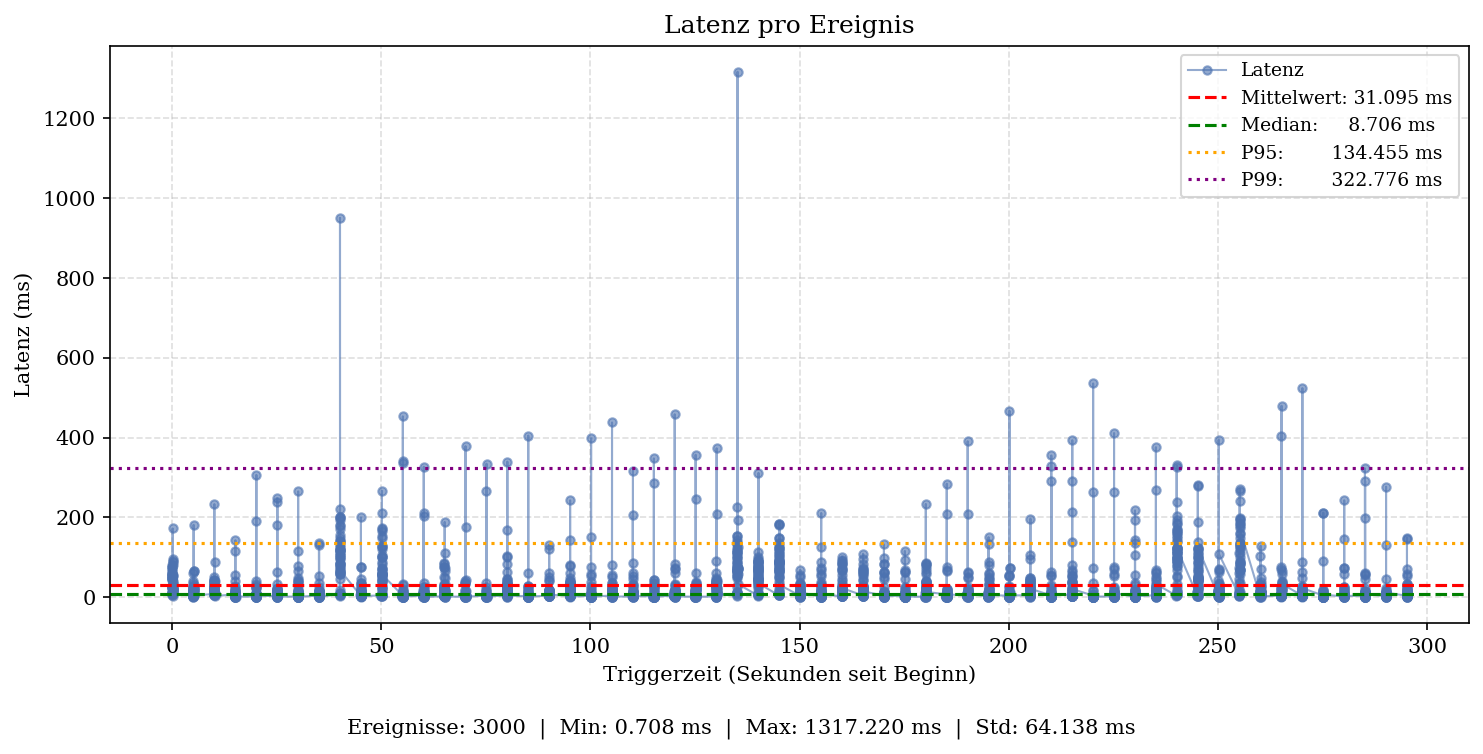 Latenz pro Ereignis
Latenz (ms)
1200
1000
800
600
400
200
0
Latenz
Mittelwert: 31.095 ms
Median: 8.706 ms
P95: 134.455 ms
P99: 322.776 ms
0 50 100 150 200 250 300
Triggerzeit (Sekunden seit Beginn)
Ereignisse: 3000 | Min: 0.708 ms | Max: 1317.220 ms | Std: 64.138 ms